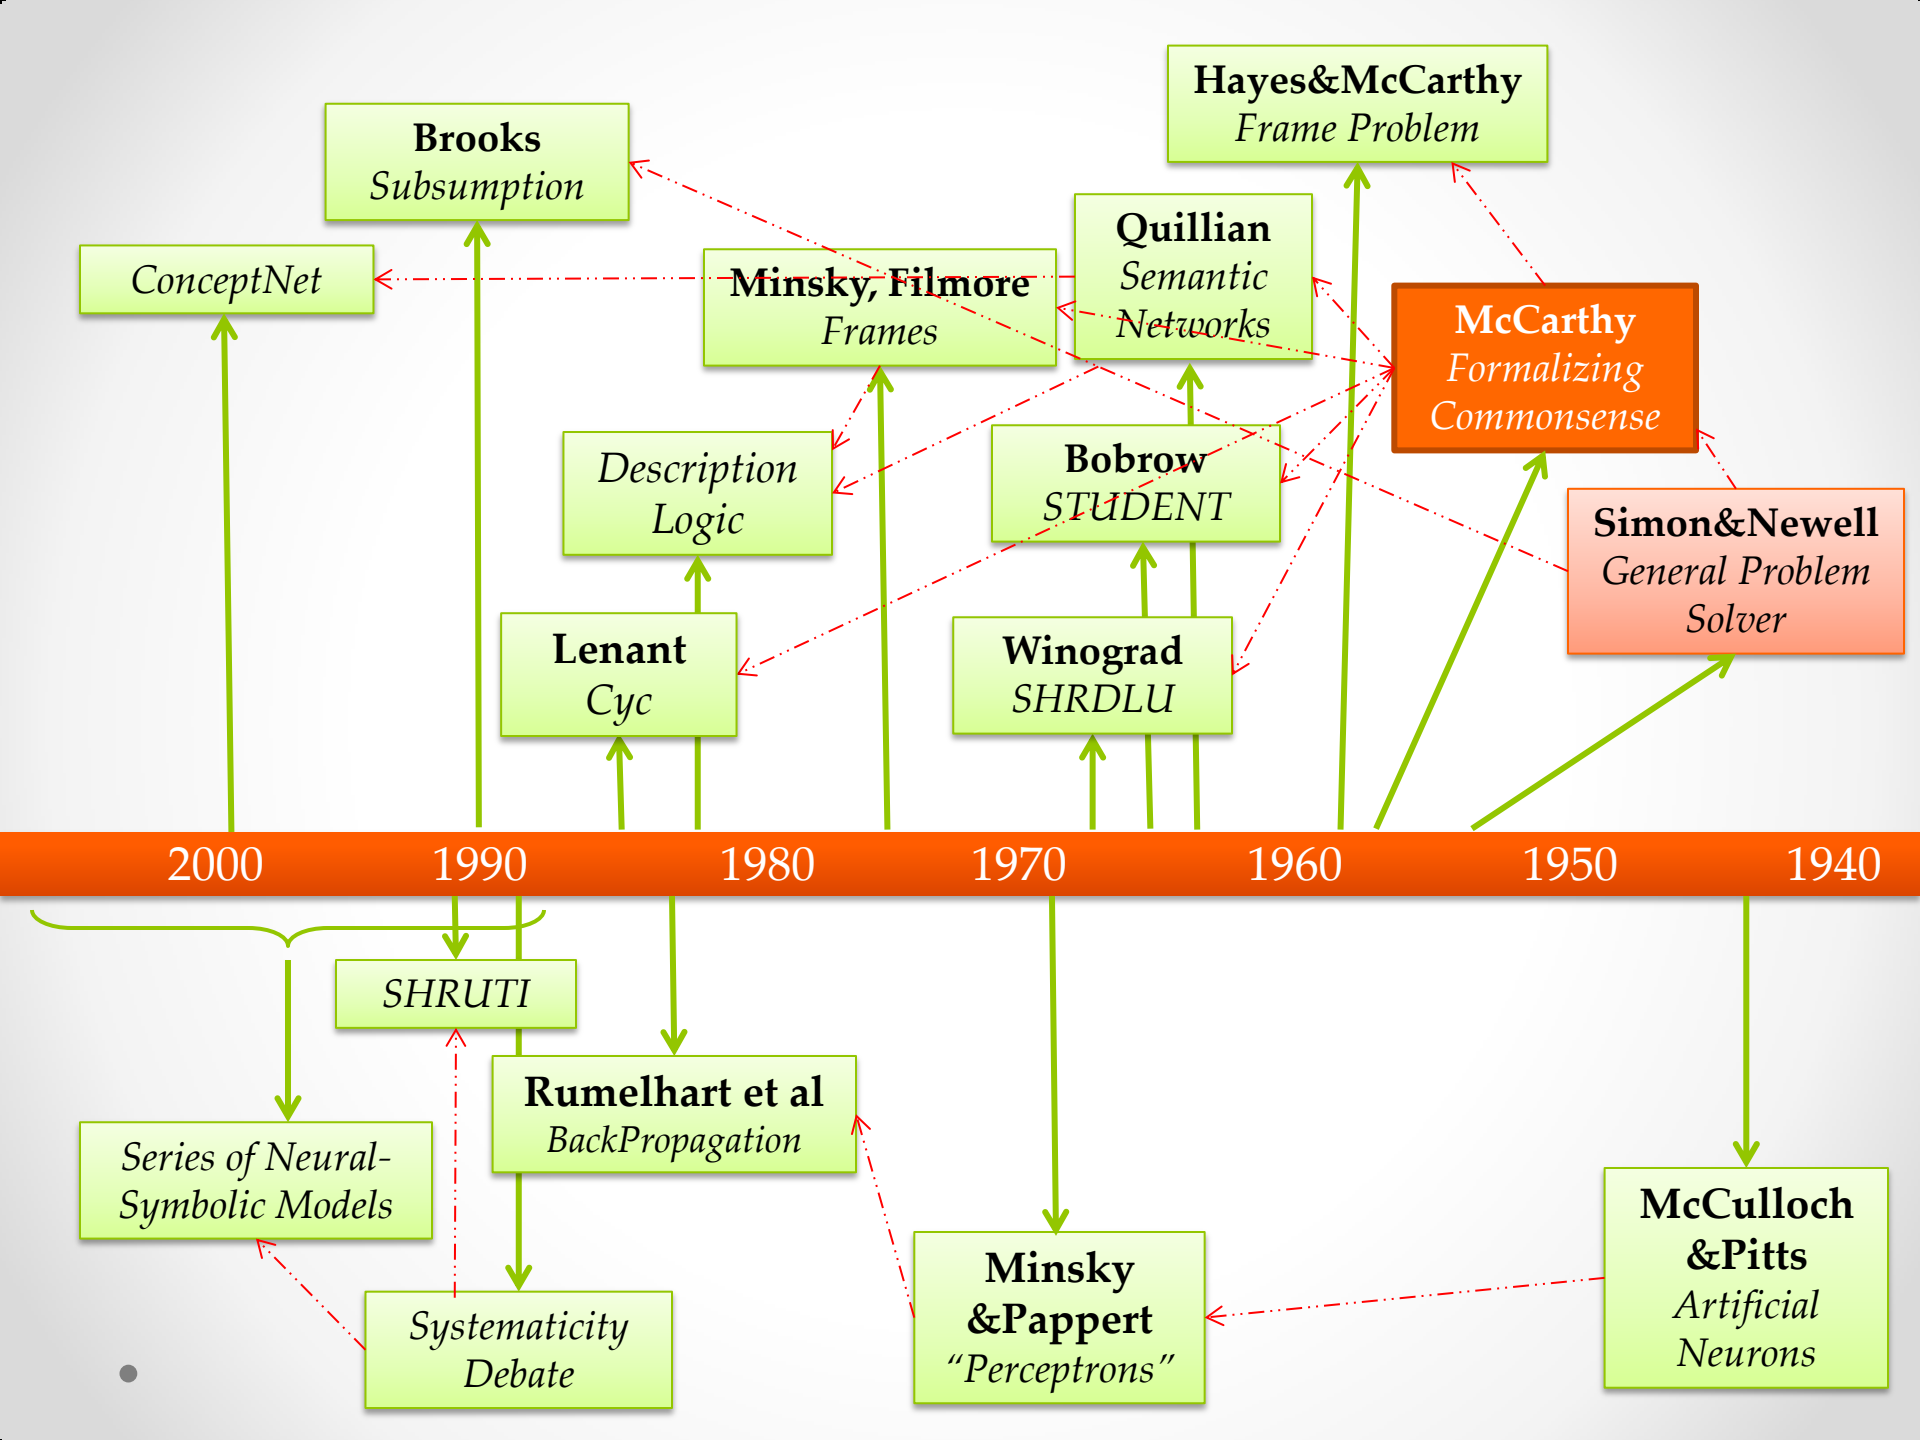 Hayes&McCarthy
Frame Problem
Brooks
Subsumption
Quillian
Semantic
Networks
ConceptNet
Minsky, Filmore
Frames
McCarthy
Formalizing
Commonsense
Description
Logic
Bobrow
STUDENT
Simon&Newell
General Problem
Solver
Lenant
Cyc
Winograd
SHRDLU
2000 1990 1980 1970 1960 1950 1940
SHRUTI
Rumelhart et al
BackPropagation
Series of Neural-
Symbolic Models
McCulloch
&Pitts
Artificial
Neurons
Minsky
&Pappert
“Perceptrons”
Systematicity
Debate